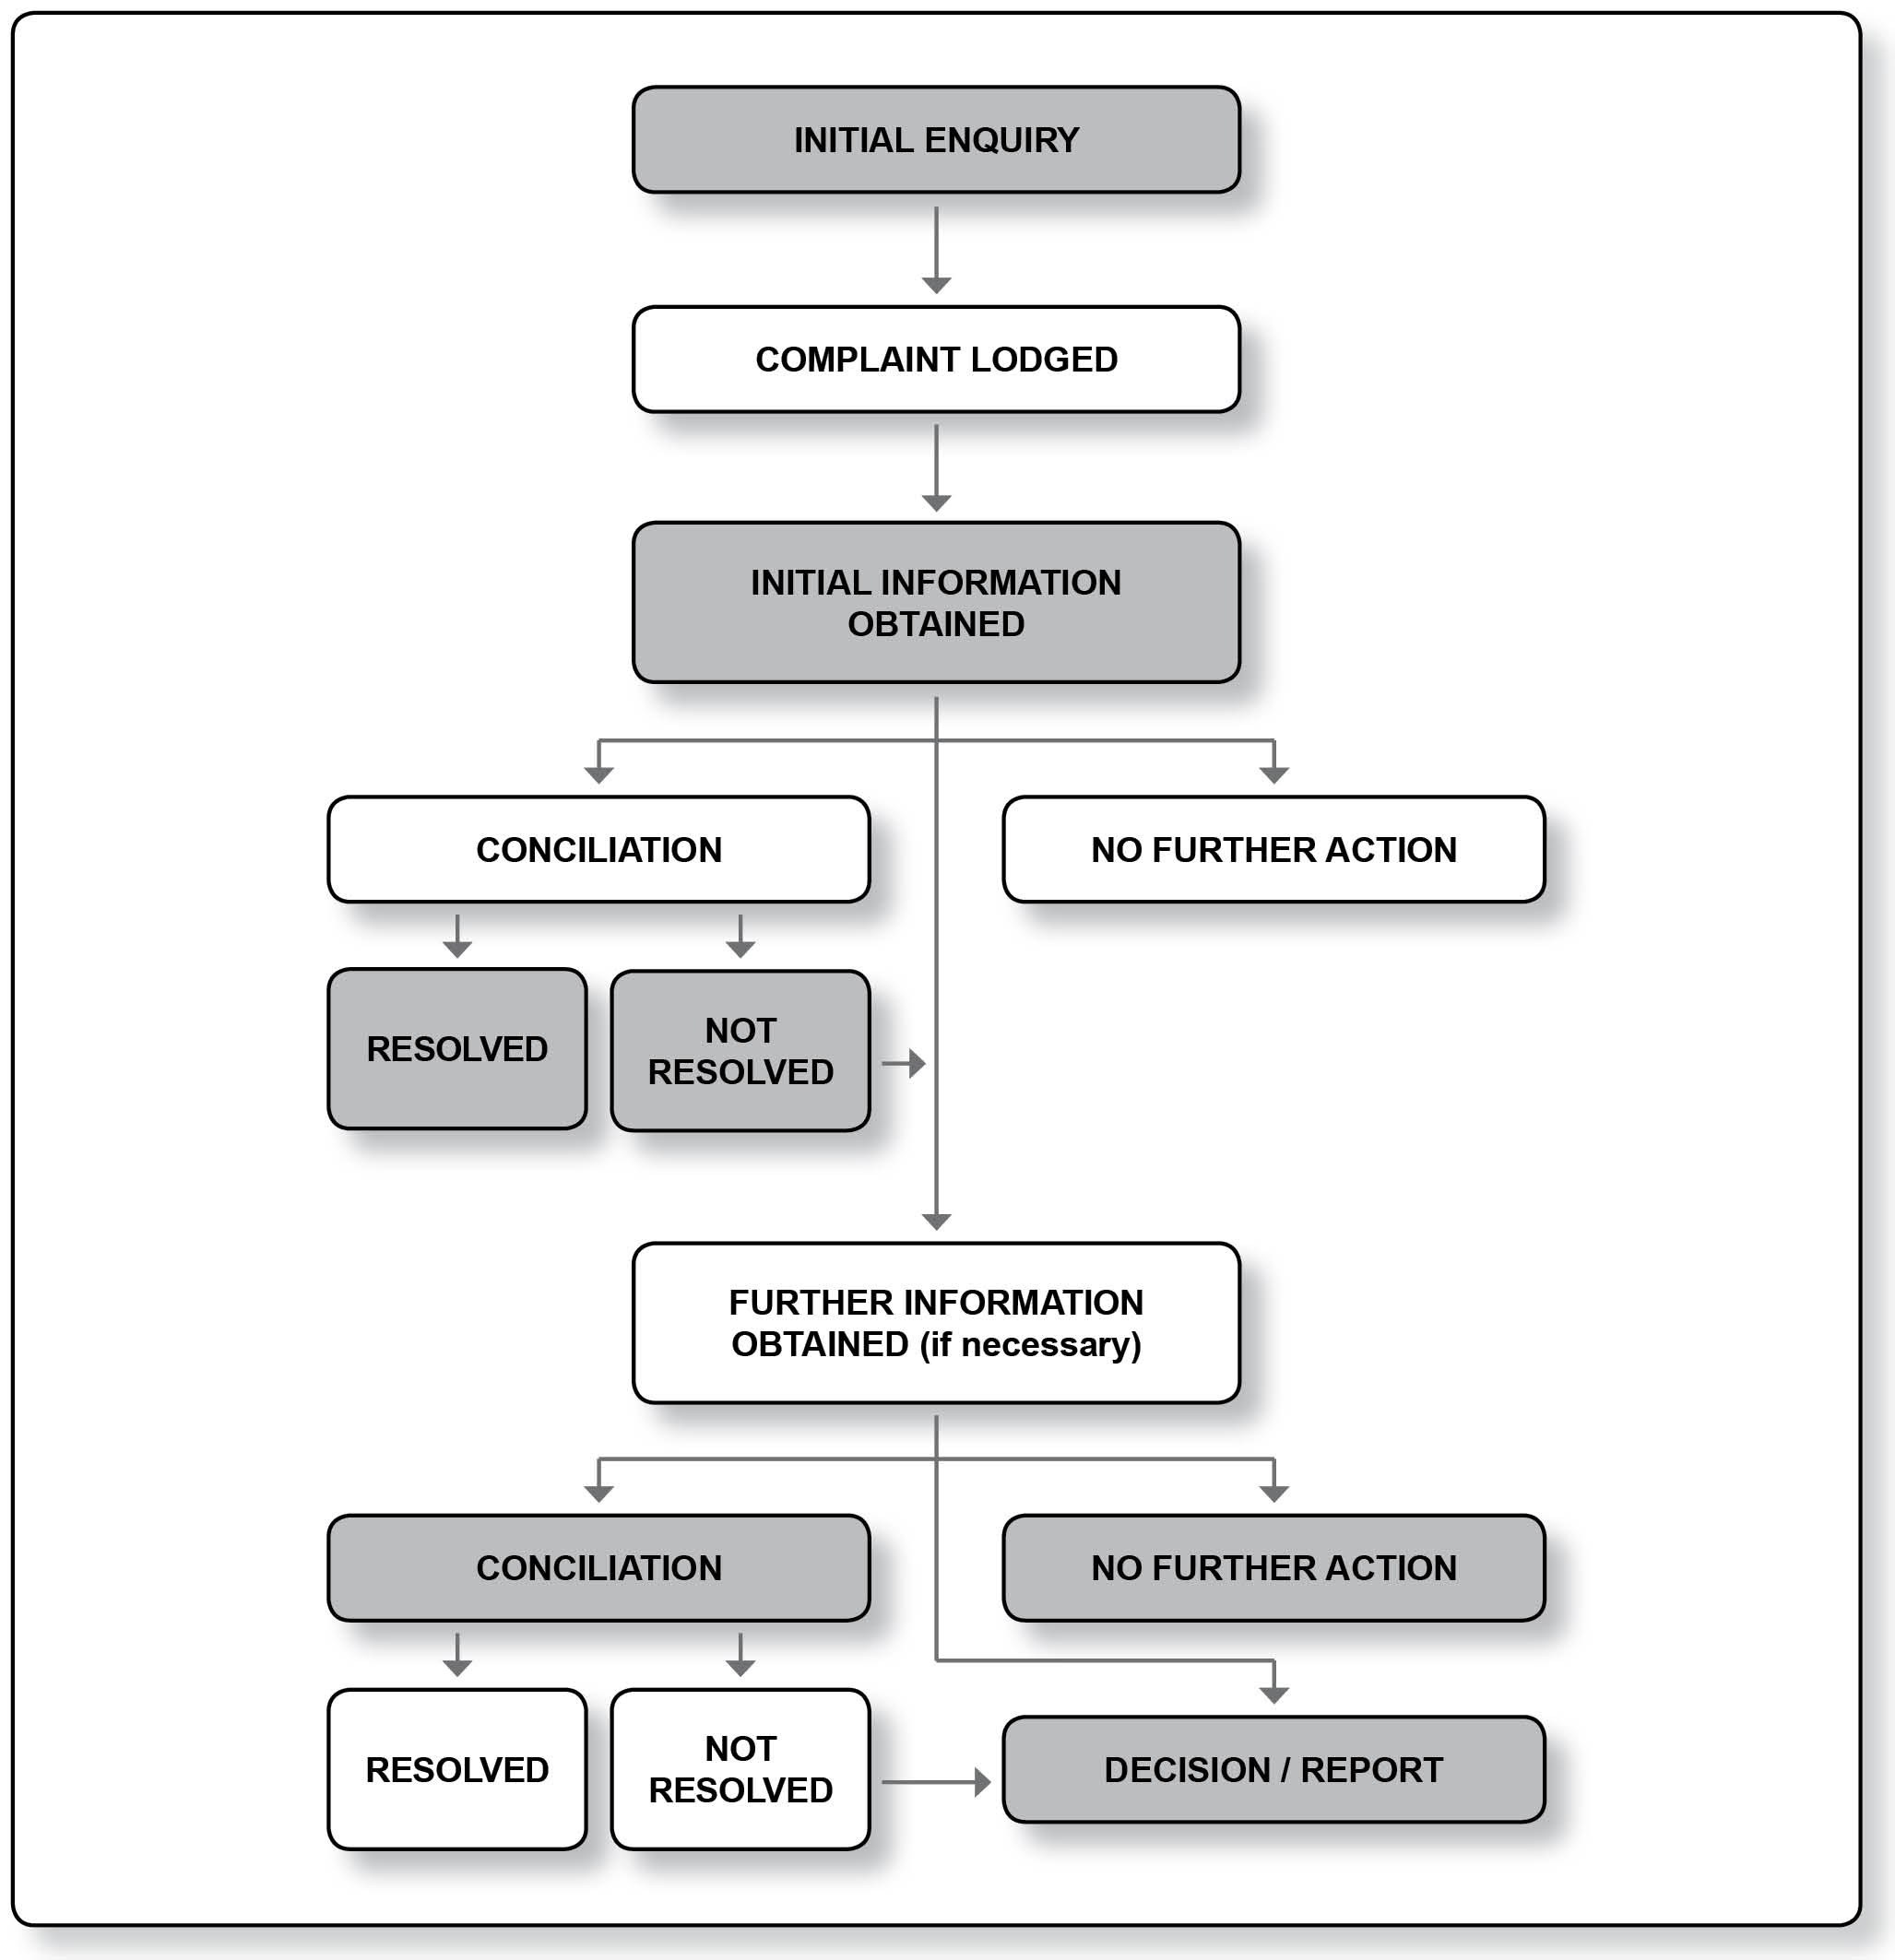 INITIAL ENQUIRY
COMPLAINT LODGED
INITIAL INFORMATION
OBTAINED
CONCILIATION
NO FURTHER ACTION
RESOLVED
NOT
RESOLVED
FURTHER INFORMATION
OBTAINED (if necessary)
CONCILIATION
NO FURTHER ACTION
RESOLVED
NOT
RESOLVED
DECISION / REPORT